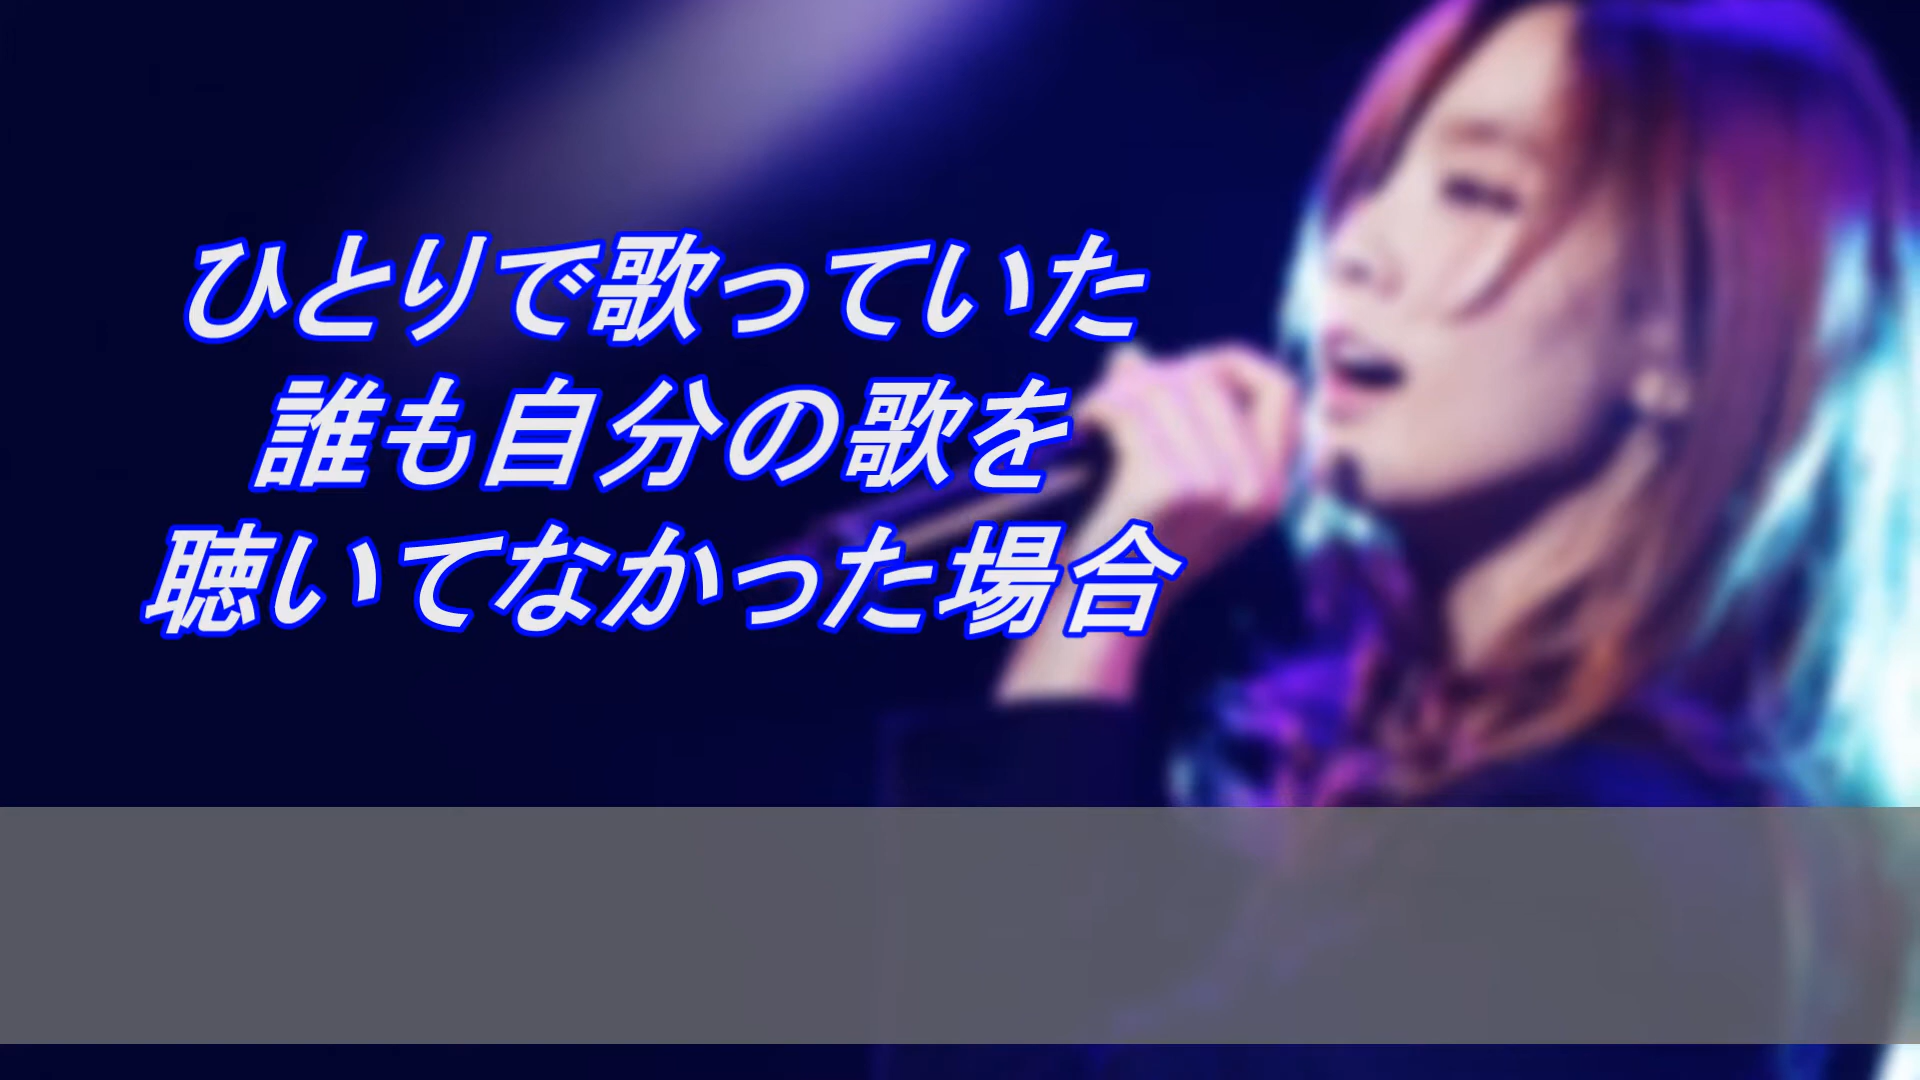 ひとりで歌っていた
誰も自分の歌を
聴いてなかった場合